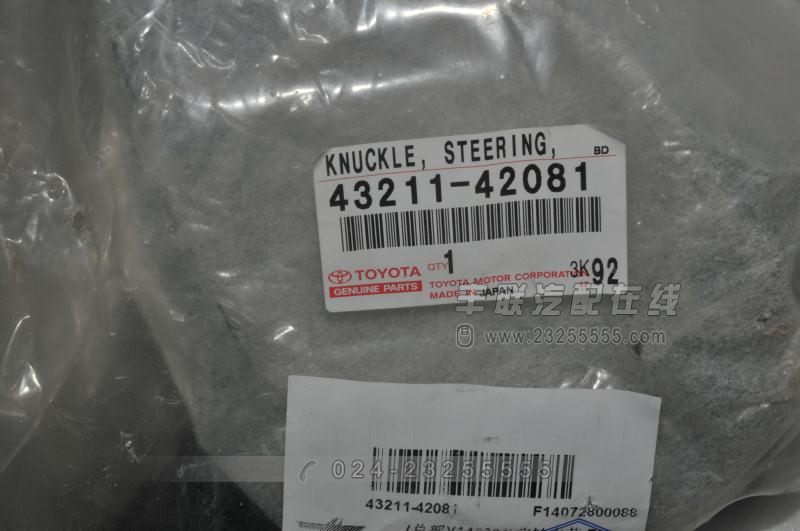 KNUCKLE, STEERING, BD
43211-42081
TOYOTA QTY 1
GENUINE PARTS
TOYOTA MOTOR CORPORATION 3K92
MADE IN JAPAN
华联汽配在线
www.23255555.com
024-23255555
43211-42081 F14072800088